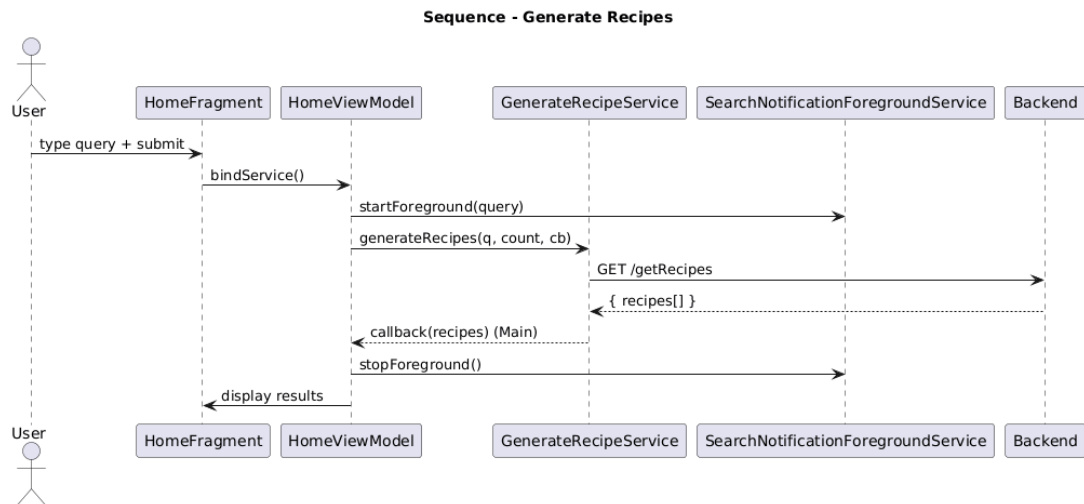 Sequence - Generate Recipes
User
HomeFragment
HomeViewModel
GenerateRecipeService
SearchNotificationForegroundService
Backend
type query + submit
bindService()
startForeground(query)
generateRecipes(q, count, cb)
GET /getRecipes
{ recipes[] }
callback(recipes) (Main)
stopForeground()
display results
User
HomeFragment
HomeViewModel
GenerateRecipeService
SearchNotificationForegroundService
Backend